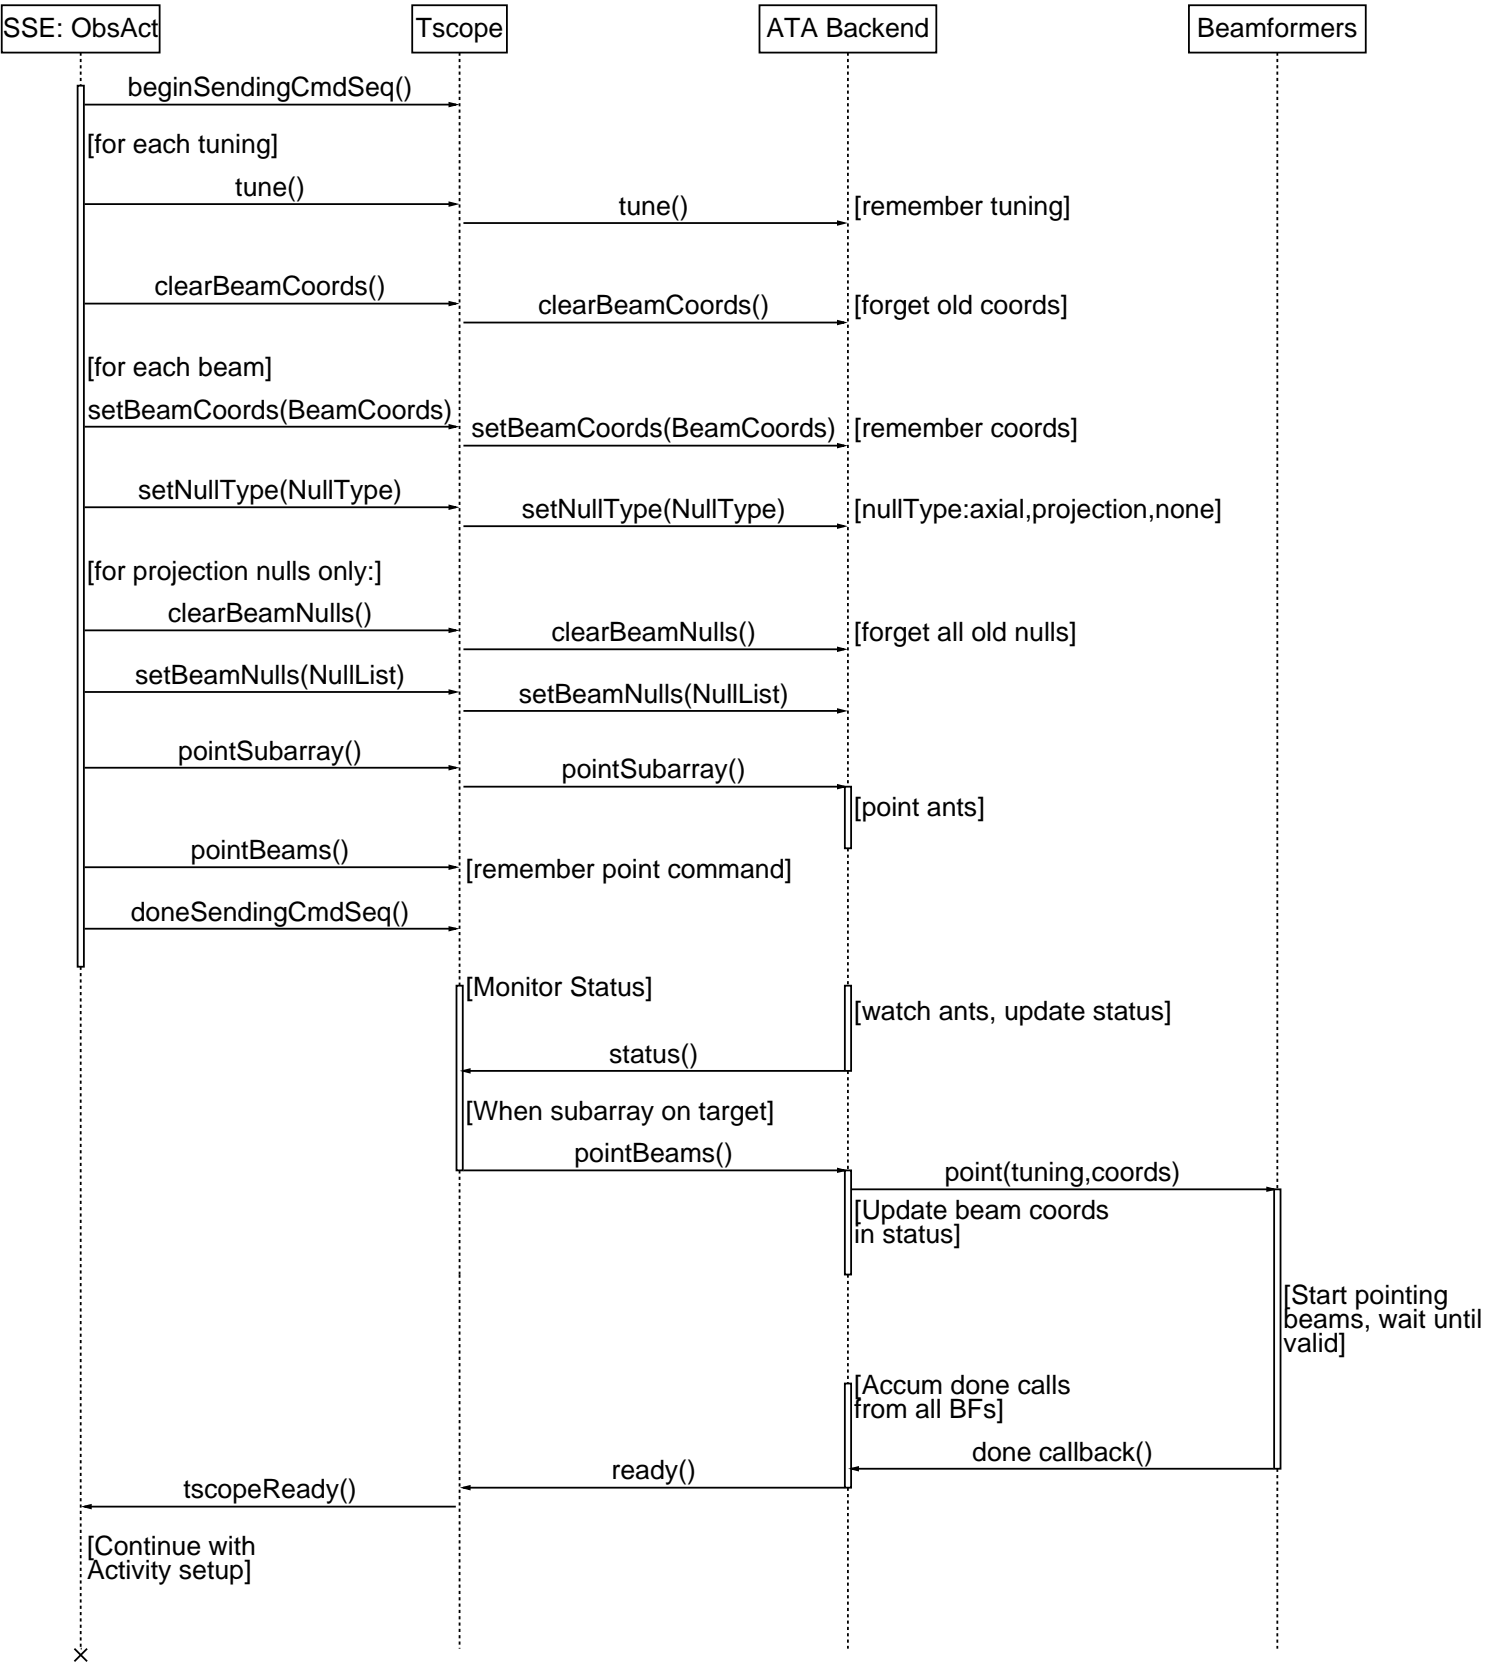 SSE: ObsAct
Tscope
ATA Backend
Beamformers
beginSendingCmdSeq()
[for each tuning]
tune()
tune()
[remember tuning]
clearBeamCoords()
clearBeamCoords()
[forget old coords]
[for each beam]
setBeamCoords(BeamCoords)
setBeamCoords(BeamCoords)
[remember coords]
setNullType(NullType)
setNullType(NullType)
[nullType:axial,projection,none]
[for projection nulls only:]
clearBeamNulls()
clearBeamNulls()
[forget all old nulls]
setBeamNulls(NullList)
setBeamNulls(NullList)
pointSubarray()
pointSubarray()
[point ants]
pointBeams()
[remember point command]
doneSendingCmdSeq()
[Monitor Status]
[watch ants, update status]
status()
[When subarray on target]
pointBeams()
point(tuning,coords)
[Update beam coords
in status]
[Start pointing
beams, wait until
valid]
[Accum done calls
from all BFs]
done callback()
ready()
tscopeReady()
[Continue with
Activity setup]